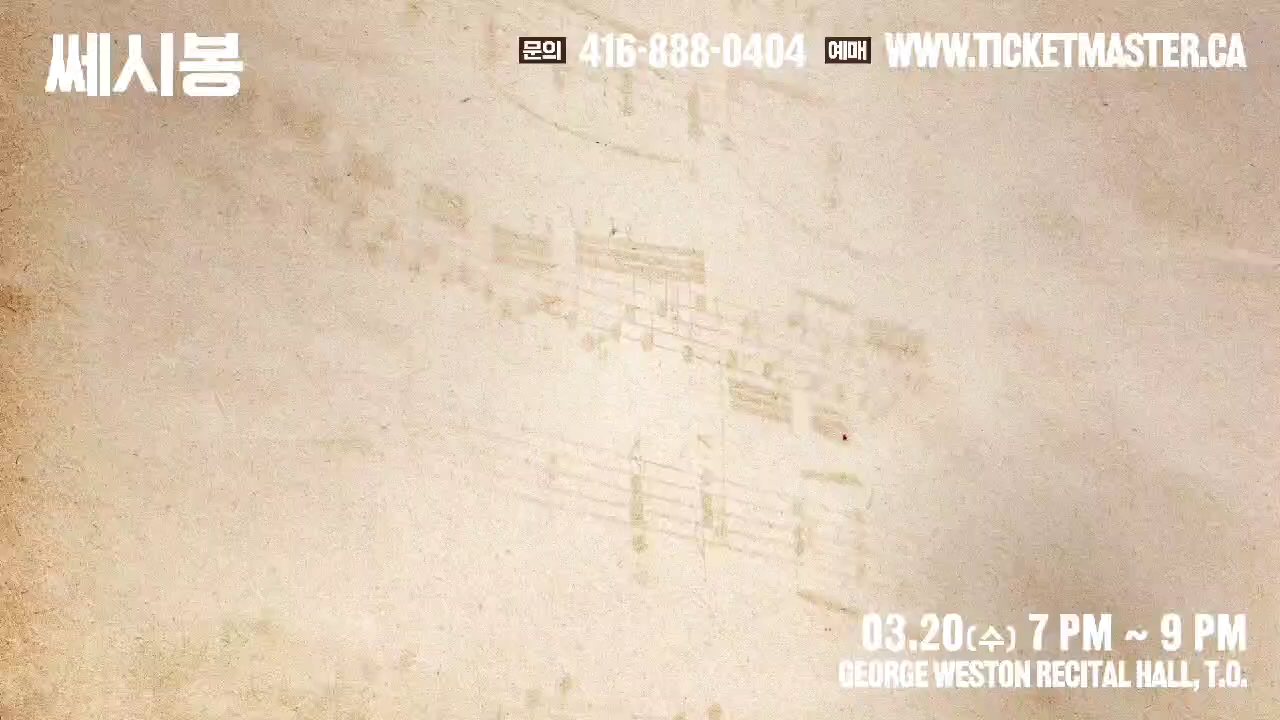 쎄시봉
문의 416-888-0404 예매 WWW.TICKETMASTER.CA
03.20(수) 7 PM ~ 9 PM
GEORGE WESTON RECITAL HALL, T.O.